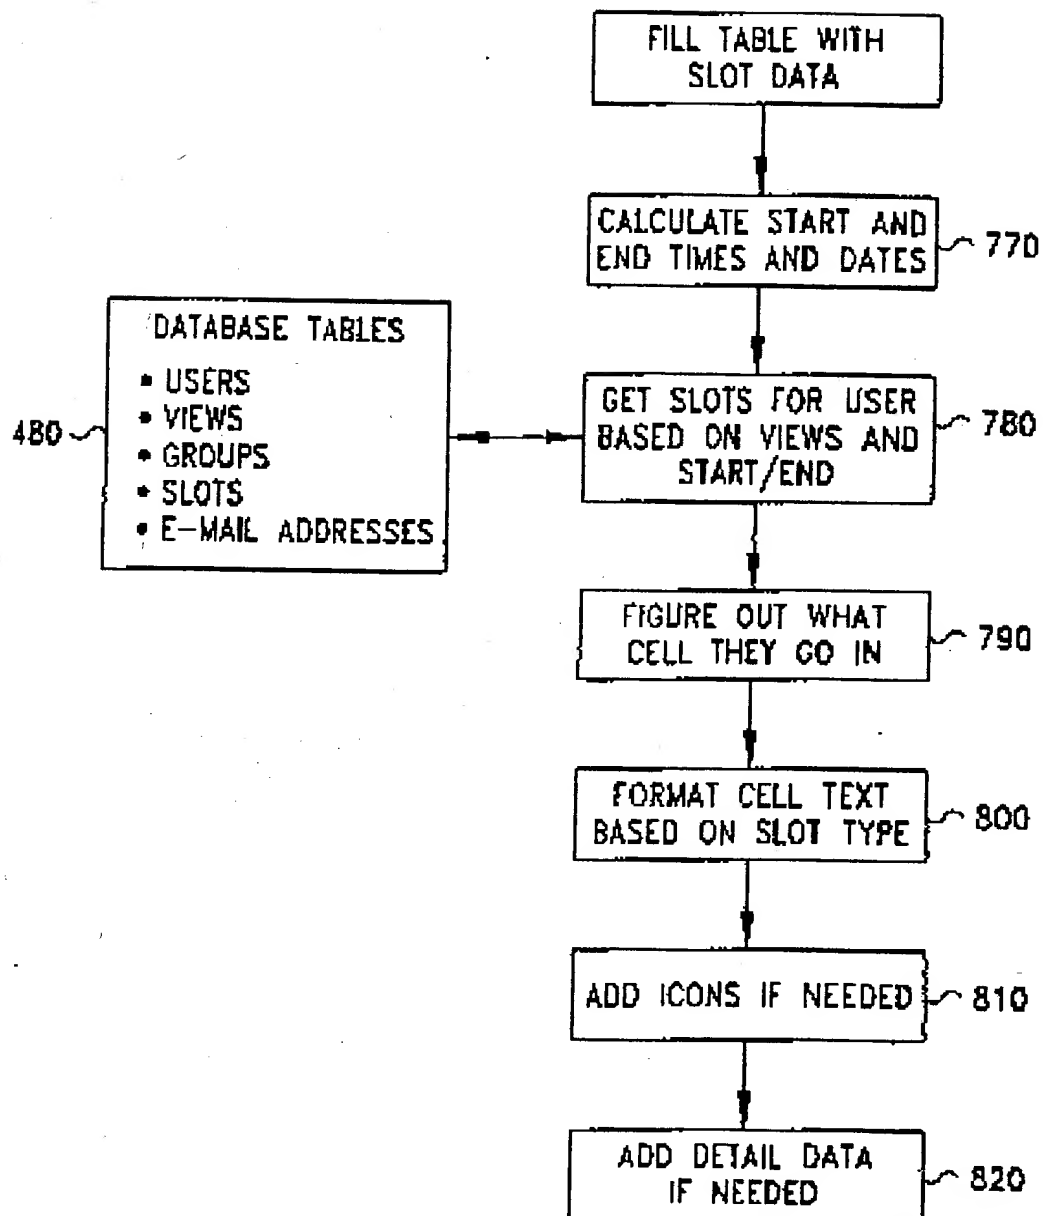 FILL TABLE WITH
SLOT DATA
CALCULATE START AND
END TIMES AND DATES
770
DATABASE TABLES
• USERS
• VIEWS
• GROUPS
• SLOTS
• E-MAIL ADDRESSES
480
GET SLOTS FOR USER
BASED ON VIEWS AND
START/END
780
FIGURE OUT WHAT
CELL THEY GO IN
790
FORMAT CELL TEXT
BASED ON SLOT TYPE
800
ADD ICONS IF NEEDED
810
ADD DETAIL DATA
IF NEEDED
820